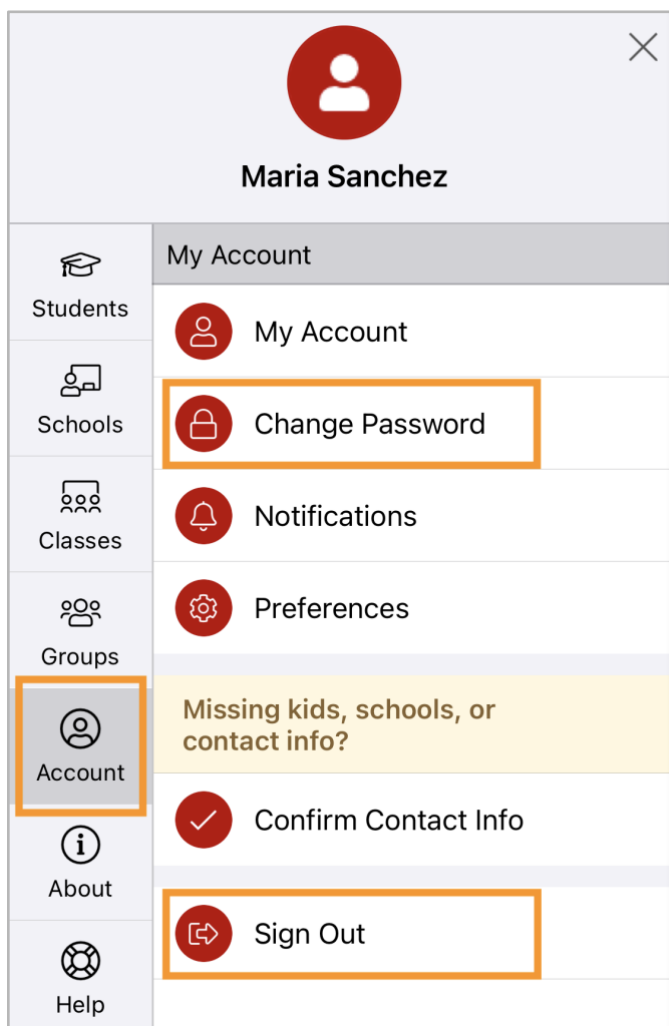 Maria Sanchez
Students
Schools
Classes
Groups
Account
About
Help
My Account
My Account
Change Password
Notifications
Preferences
Missing kids, schools, or
contact info?
Confirm Contact Info
Sign Out